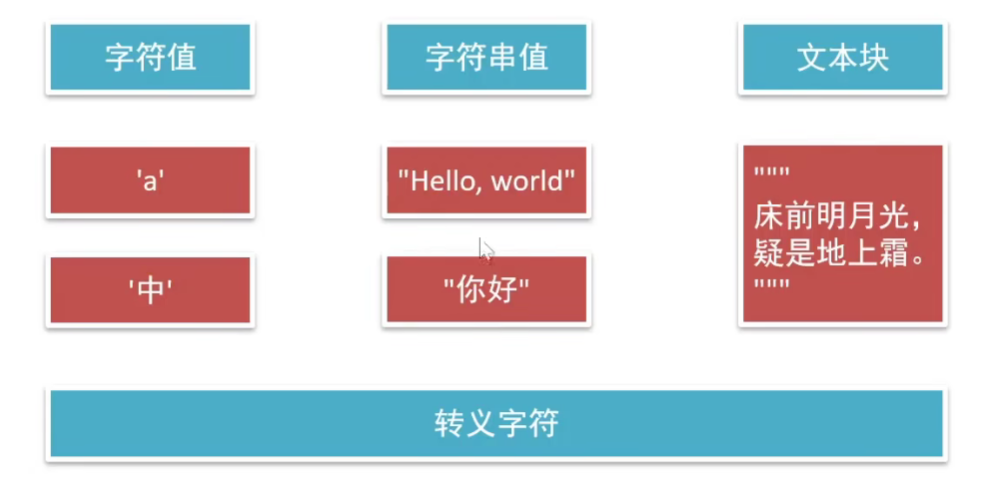 字符值
字符串值
文本块
'a'
"Hello, world"
"""
床前明月光，
疑是地上霜。
"""
'中'
"你好"
转义字符